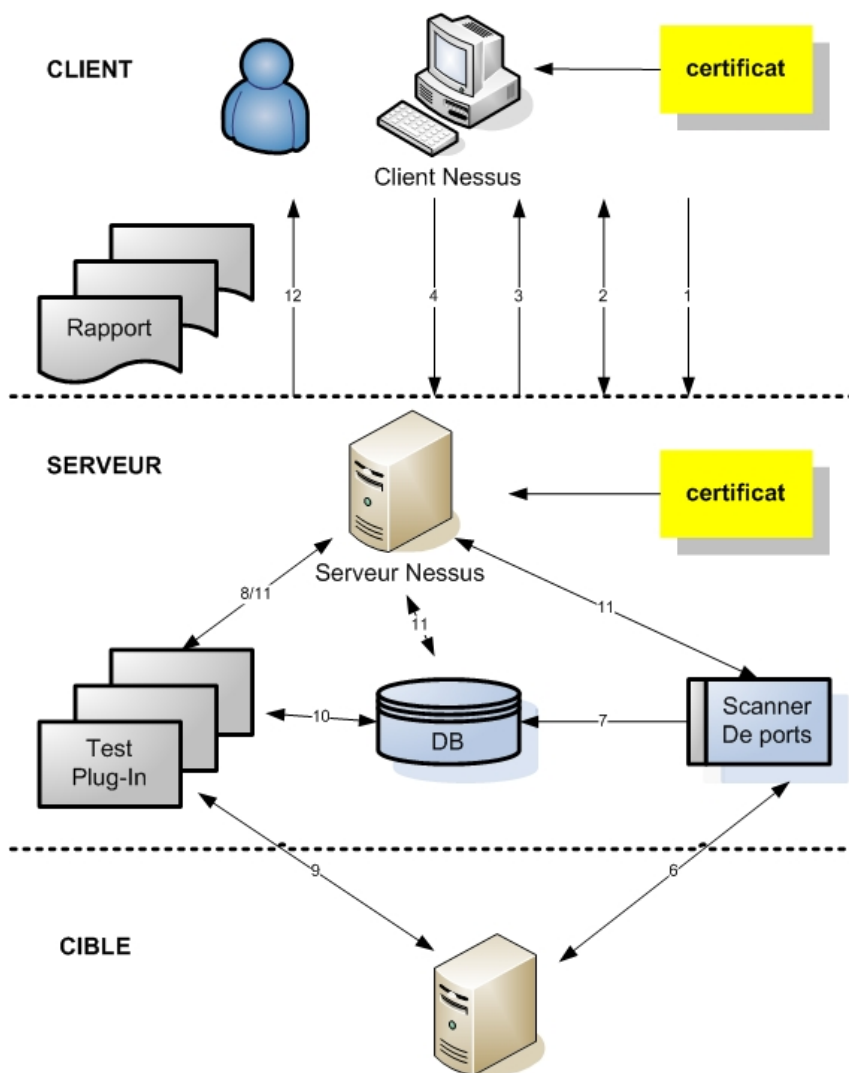 CLIENT
certificat
Client Nessus
Rapport
12
4
3
2
1
SERVEUR
certificat
Serveur Nessus
8/11
11
11
Test
Plug-In
10
DB
7
Scanner
De ports
9
6
CIBLE